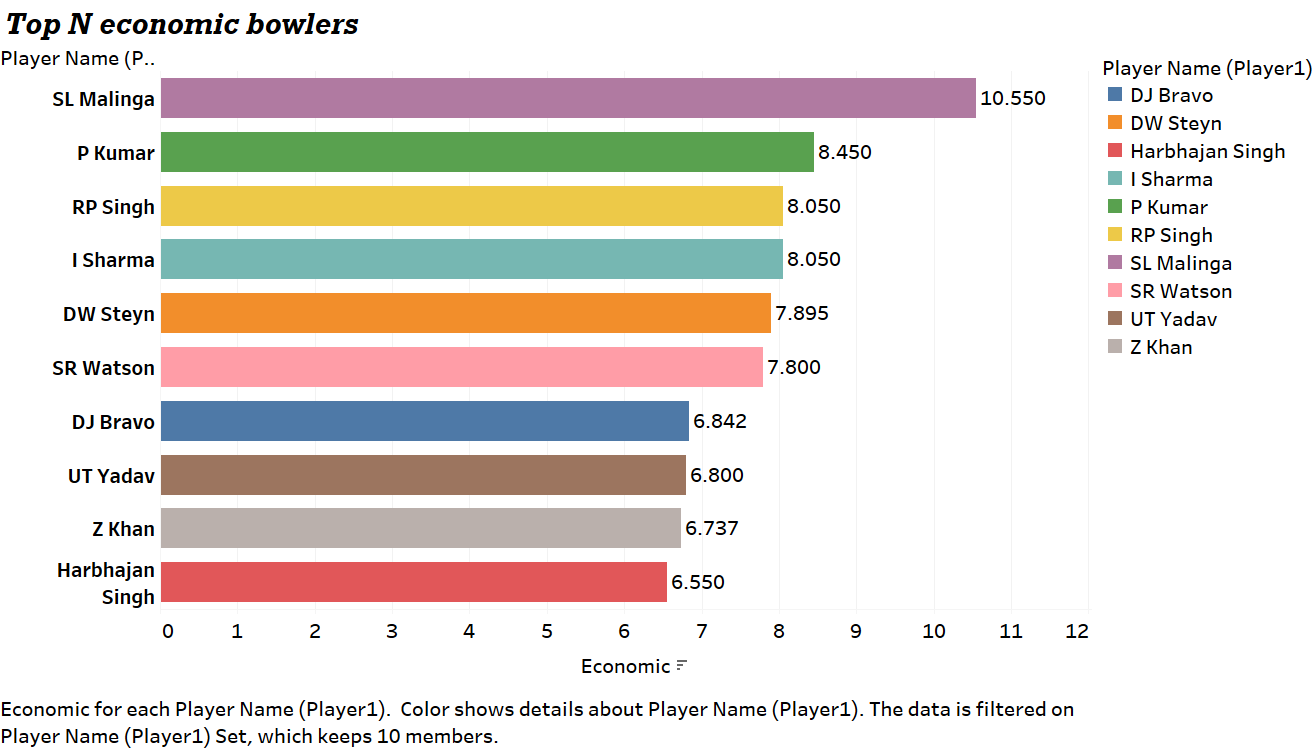 Top N economic bowlers
Player Name (P..
SL Malinga 10.550
P Kumar 8.450
RP Singh 8.050
I Sharma 8.050
DW Steyn 7.895
SR Watson 7.800
DJ Bravo 6.842
UT Yadav 6.800
Z Khan 6.737
Harbhajan
Singh 6.550
0 1 2 3 4 5 6 7 8 9 10 11 12
Economic
Player Name (Player1)
DJ Bravo
DW Steyn
Harbhajan Singh
I Sharma
P Kumar
RP Singh
SL Malinga
SR Watson
UT Yadav
Z Khan
Economic for each Player Name (Player1).  Color shows details about Player Name (Player1). The data is filtered on
Player Name (Player1) Set, which keeps 10 members.